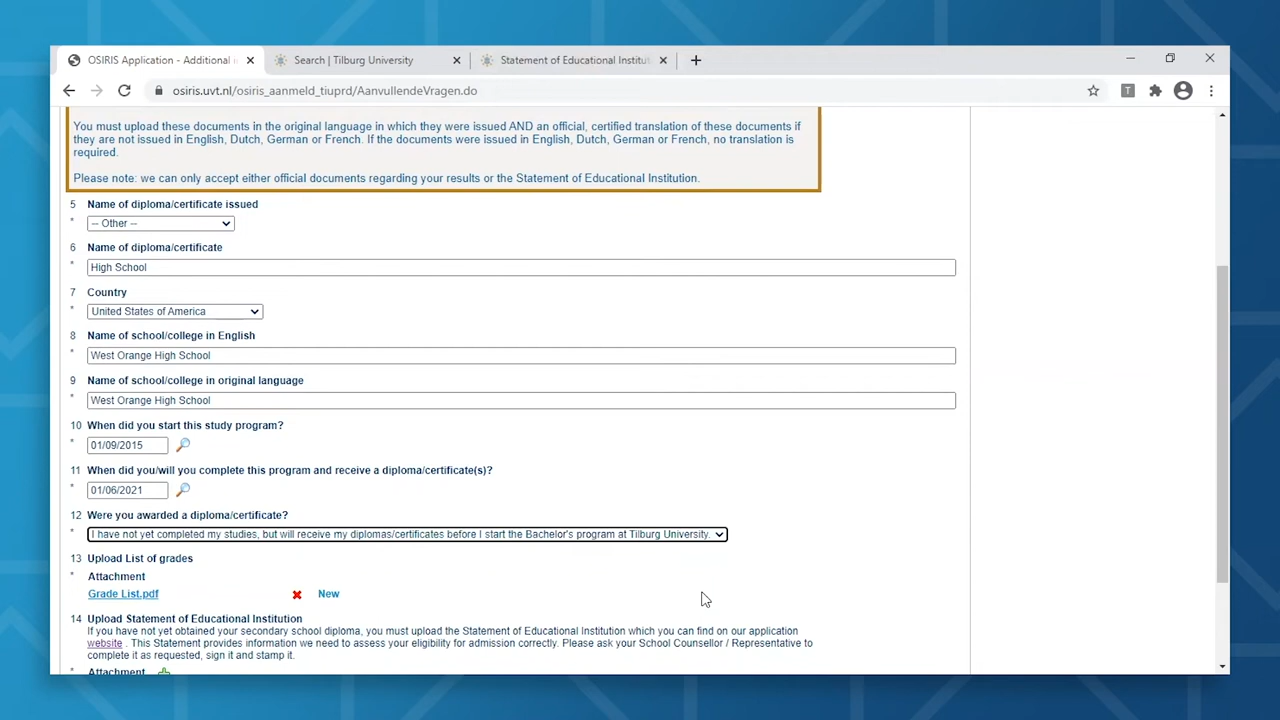 OSIRIS Application - Additional
Search | Tilburg University
Statement of Educational Institut
osiris.uvt.nl/osiris_aanmeld_tiuprd/AanvullendeVragen.do
T
You must upload these documents in the original language in which they were issued AND an official, certified translation of these documents if
they are not issued in English, Dutch, German or French. If the documents were issued in English, Dutch, German or French, no translation is
required.
Please note: we can only accept either official documents regarding your results or the Statement of Educational Institution.
5 Name of diploma/certificate issued
* -- Other --
6 Name of diploma/certificate
* High School
7 Country
* United States of America
8 Name of school/college in English
* West Orange High School
9 Name of school/college in original language
* West Orange High School
10 When did you start this study program?
* 01/09/2015
11 When did you/will you complete this program and receive a diploma/certificate(s)?
* 01/06/2021
12 Were you awarded a diploma/certificate?
* I have not yet completed my studies, but will receive my diplomas/certificates before I start the Bachelor's program at Tilburg University.
13 Upload List of grades
* Attachment
Grade List.pdf New
14 Upload Statement of Educational Institution
If you have not yet obtained your secondary school diploma, you must upload the Statement of Educational Institution which you can find on our application
website . This Statement provides information we need to assess your eligibility for admission correctly. Please ask your School Counsellor / Representative to
complete it as requested, sign it and stamp it.
* Attachment